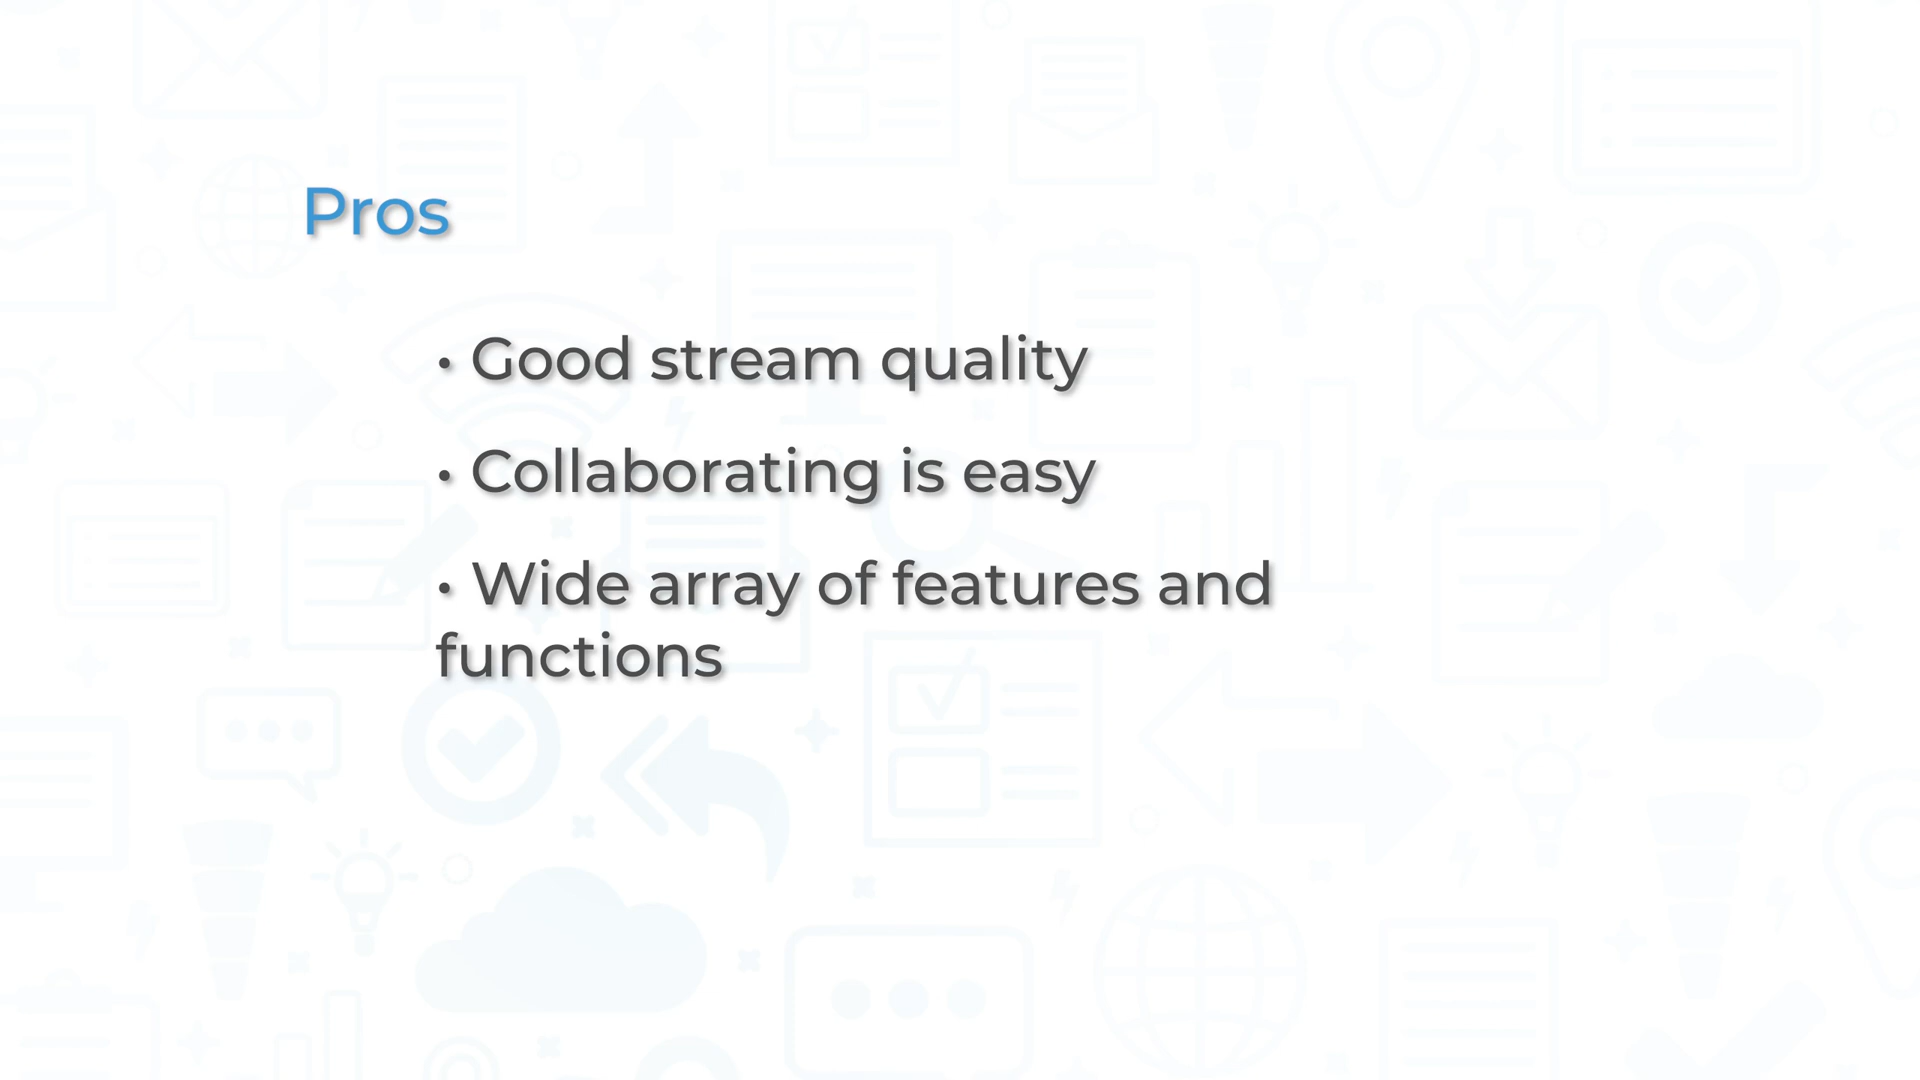 Pros
• Good stream quality
• Collaborating is easy
• Wide array of features and
functions